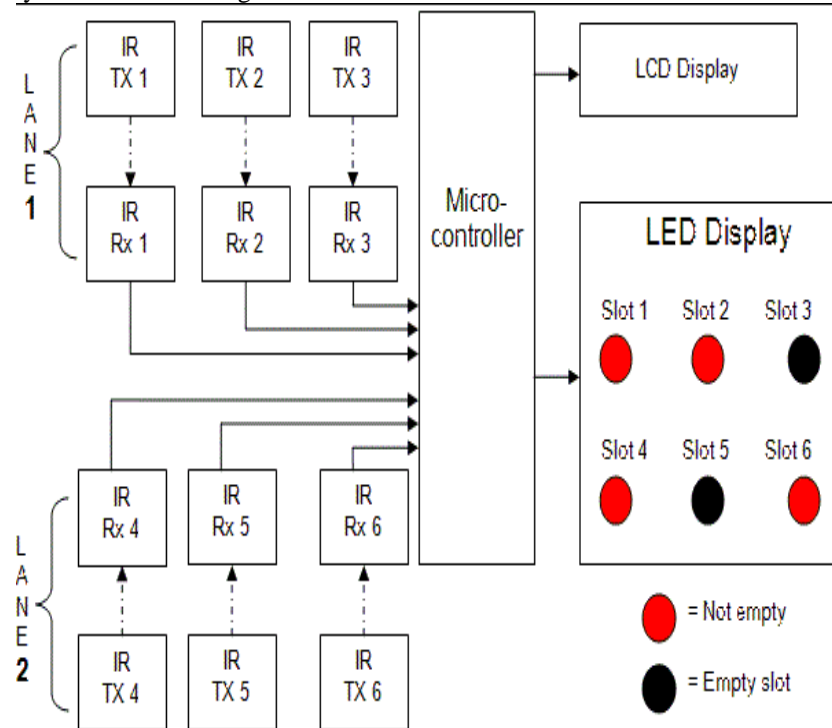 L
A
N
E
1
IR
TX 1
IR
TX 2
IR
TX 3
IR
Rx 1
IR
Rx 2
IR
Rx 3
Micro-
controller
LCD Display
LED Display
Slot 1
Slot 2
Slot 3
Slot 4
Slot 5
Slot 6
L
A
N
E
2
IR
Rx 4
IR
Rx 5
IR
Rx 6
IR
TX 4
IR
TX 5
IR
TX 6
= Not empty
= Empty slot